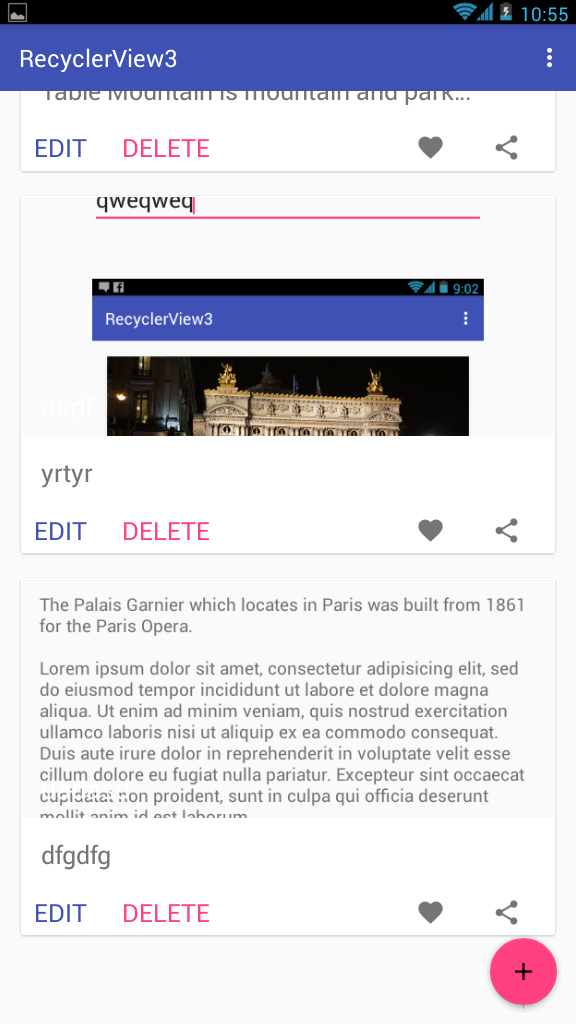 10:55
RecyclerView3
Table Mountain is mountain and park...
EDIT DELETE
qweqweq
9:02
RecyclerView3
asdf
yrtyr
EDIT DELETE
The Palais Garnier which locates in Paris was built from 1861
for the Paris Opera.
Lorem ipsum dolor sit amet, consectetur adipisicing elit, sed
do eiusmod tempor incididunt ut labore et dolore magna
aliqua. Ut enim ad minim veniam, quis nostrud exercitation
ullamco laboris nisi ut aliquip ex ea commodo consequat.
Duis aute irure dolor in reprehenderit in voluptate velit esse
cillum dolore eu fugiat nulla pariatur. Excepteur sint occaecat
cupidatat non proident, sunt in culpa qui officia deserunt
mollit anim id est laborum.
dfgdfg
EDIT DELETE